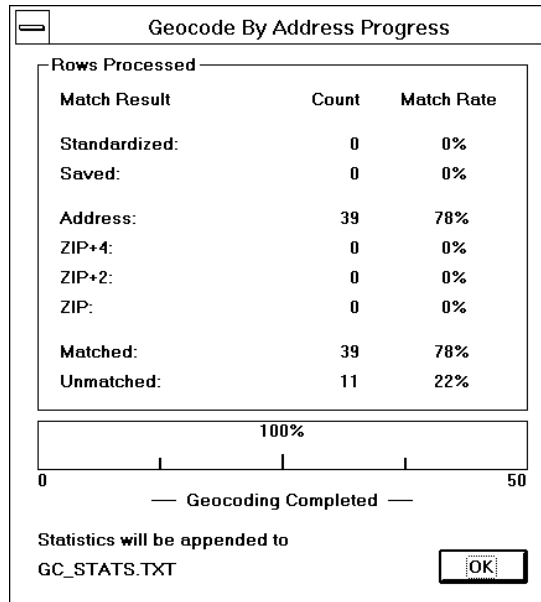 Geocode By Address Progress
Rows Processed
Match Result Count Match Rate
Standardized: 0 0%
Saved: 0 0%
Address: 39 78%
ZIP+4: 0 0%
ZIP+2: 0 0%
ZIP: 0 0%
Matched: 39 78%
Unmatched: 11 22%
100%
0 50
Geocoding Completed
Statistics will be appended to
GC_STATS.TXT
OK